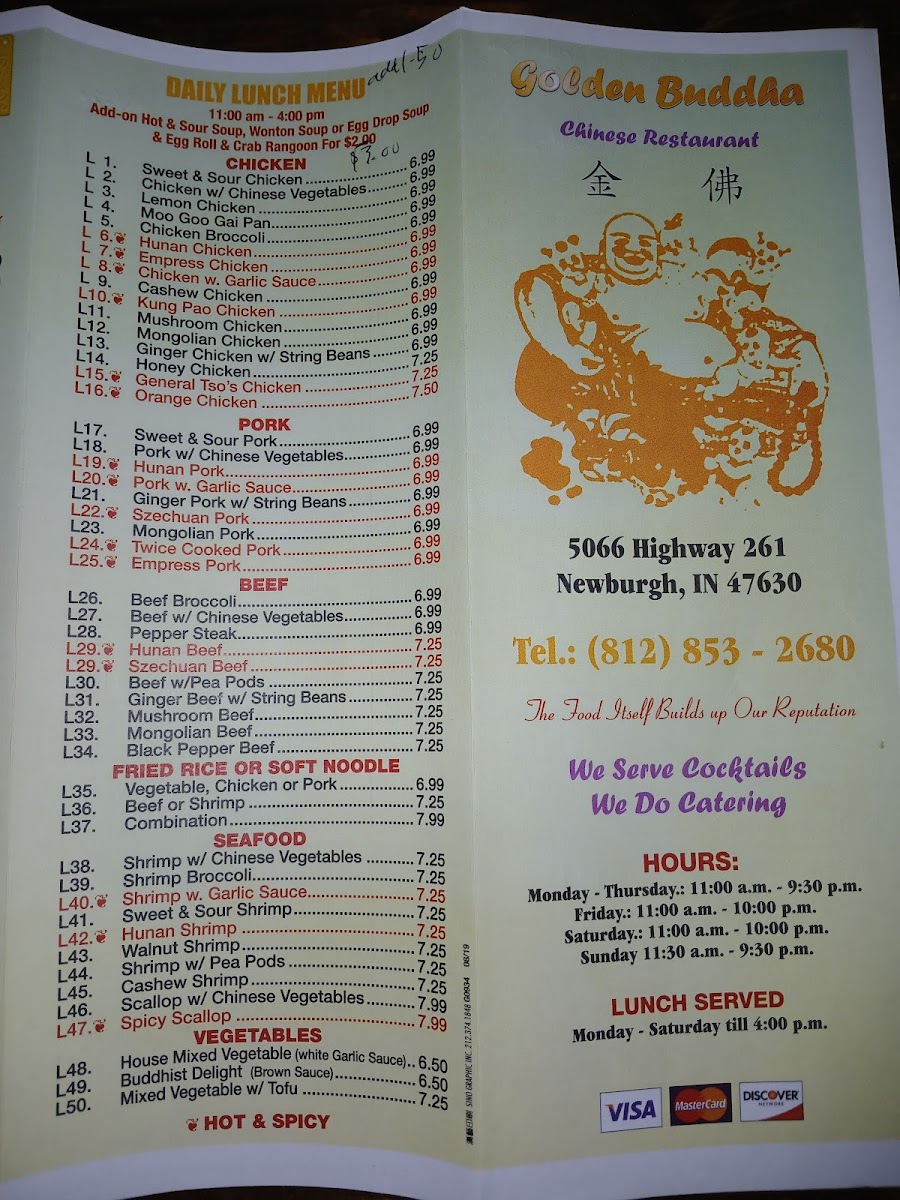 add 1.50
DAILY LUNCH MENU
11:00 am - 4:00 pm
Add-on Hot & Sour Soup, Wonton Soup or Egg Drop Soup
& Egg Roll & Crab Rangoon For $2.00
$3.00
CHICKEN
L 1. Sweet & Sour Chicken 6.99
L 2. Chicken w/ Chinese Vegetables 6.99
L 3. Lemon Chicken 6.99
L 4. Moo Goo Gai Pan 6.99
L 5. Chicken Broccoli 6.99
L 6. Hunan Chicken 6.99
L 7. Empress Chicken 6.99
L 8. Chicken w. Garlic Sauce 6.99
L 9. Cashew Chicken 6.99
L10. Kung Pao Chicken 6.99
L11. Mushroom Chicken 6.99
L12. Mongolian Chicken 6.99
L13. Ginger Chicken w/ String Beans 6.99
L14. Honey Chicken 7.25
L15. General Tso's Chicken 7.25
L16. Orange Chicken 7.50
PORK
L17. Sweet & Sour Pork 6.99
L18. Pork w/ Chinese Vegetables 6.99
L19. Hunan Pork 6.99
L20. Pork w. Garlic Sauce 6.99
L21. Ginger Pork w/ String Beans 6.99
L22. Szechuan Pork 6.99
L23. Mongolian Pork 6.99
L24. Twice Cooked Pork 6.99
L25. Empress Pork 6.99
BEEF
L26. Beef Broccoli 6.99
L27. Beef w/ Chinese Vegetables 6.99
L28. Pepper Steak 6.99
L29. Hunan Beef 7.25
L29. Szechuan Beef 7.25
L30. Beef w/Pea Pods 7.25
L31. Ginger Beef w/ String Beans 7.25
L32. Mushroom Beef 7.25
L33. Mongolian Beef 7.25
L34. Black Pepper Beef 7.25
FRIED RICE OR SOFT NOODLE
L35. Vegetable, Chicken or Pork 6.99
L36. Beef or Shrimp 7.25
L37. Combination 7.99
SEAFOOD
L38. Shrimp w/ Chinese Vegetables 7.25
L39. Shrimp Broccoli 7.25
L40. Shrimp w. Garlic Sauce 7.25
L41. Sweet & Sour Shrimp 7.25
L42. Hunan Shrimp 7.25
L43. Walnut Shrimp 7.25
L44. Shrimp w/ Pea Pods 7.25
L45. Cashew Shrimp 7.25
L46. Scallop w/ Chinese Vegetables 7.99
L47. Spicy Scallop 7.99
VEGETABLES
L48. House Mixed Vegetable (white Garlic Sauce) 6.50
L49. Buddhist Delight (Brown Sauce) 6.50
L50. Mixed Vegetable w/ Tofu 7.25
HOT & SPICY
SINO GRAPHIC INC. 212.374.1848 G0934 08/19
Golden Buddha
Chinese Restaurant
金 佛
5066 Highway 261
Newburgh, IN 47630
Tel.: (812) 853 - 2680
The Food Itself Builds up Our Reputation
We Serve Cocktails
We Do Catering
HOURS:
Monday - Thursday.: 11:00 a.m. - 9:30 p.m.
Friday.: 11:00 a.m. - 10:00 p.m.
Saturday.: 11:00 a.m. - 10:00 p.m.
Sunday 11:30 a.m. - 9:30 p.m.
LUNCH SERVED
Monday - Saturday till 4:00 p.m.
VISA MasterCard DISCOVER
NETWORK